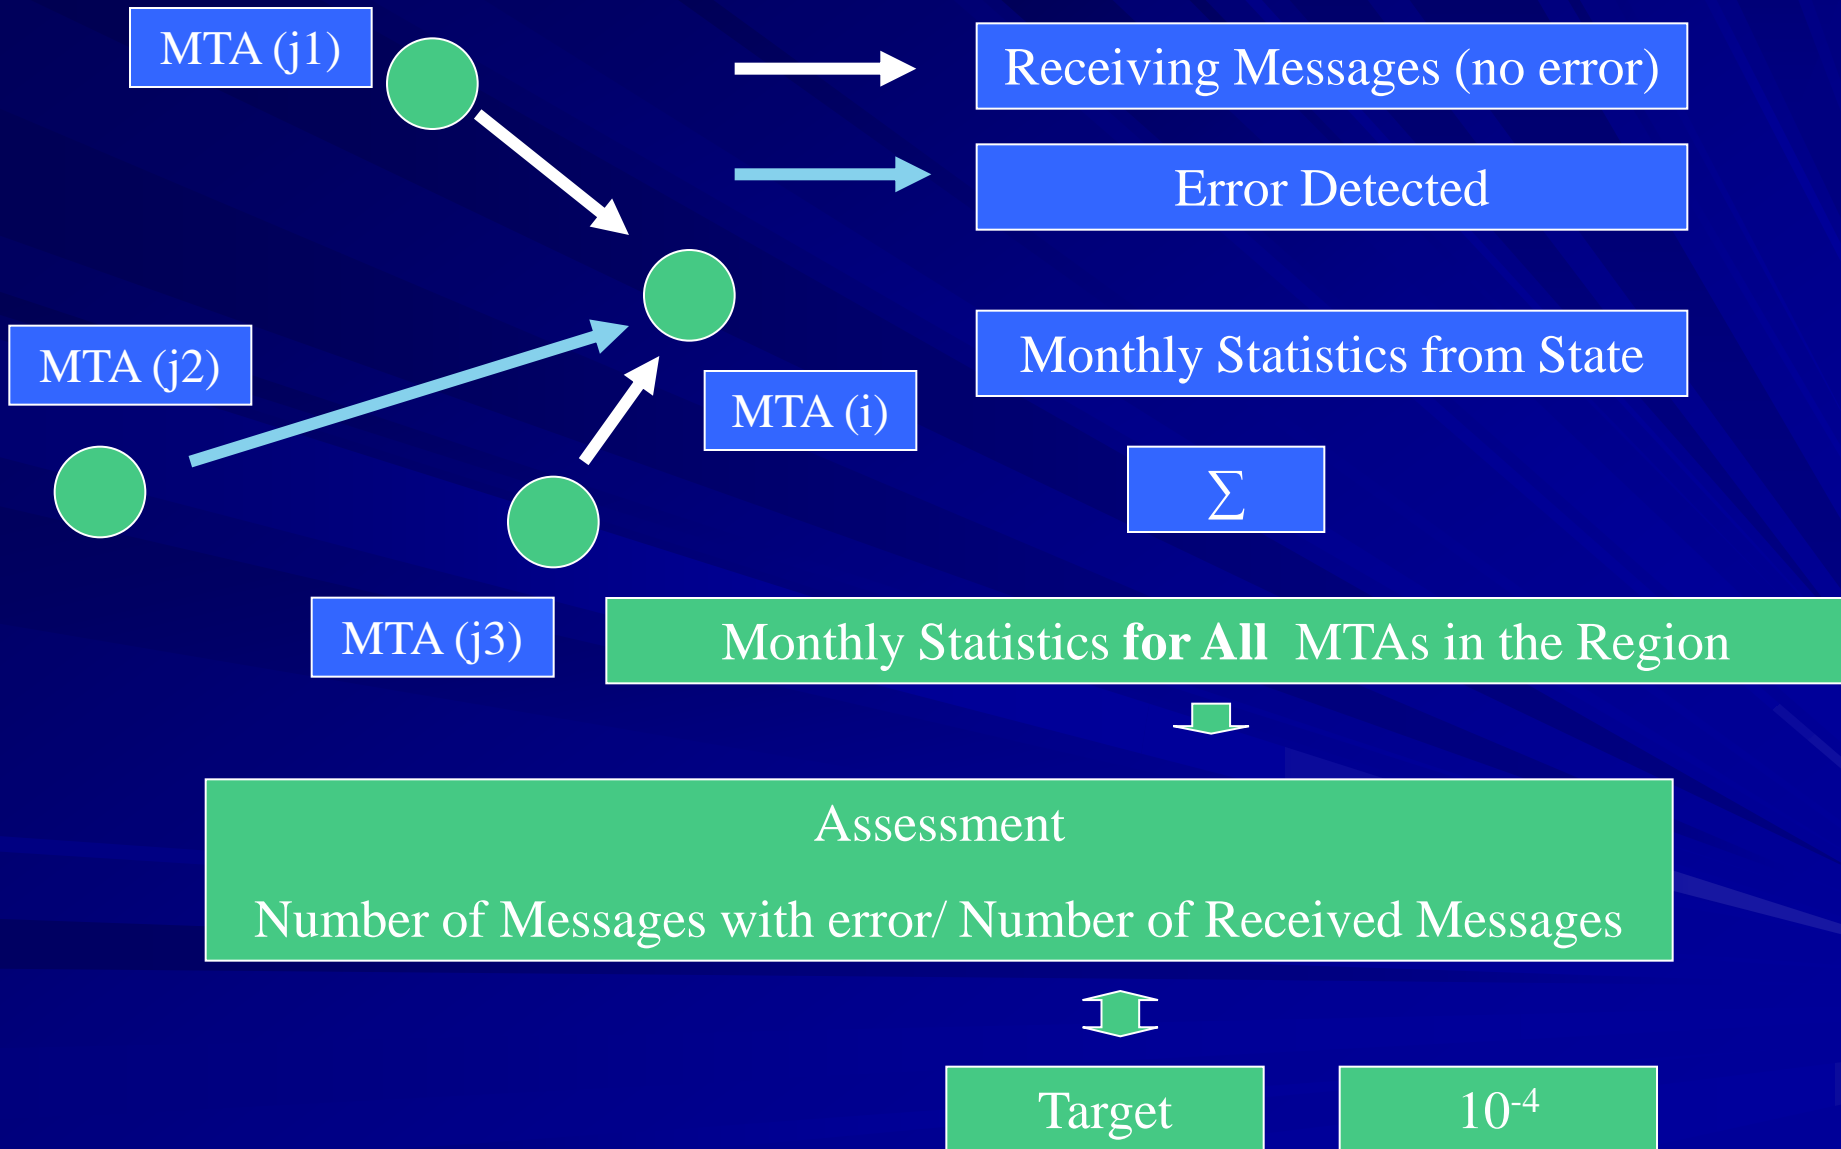 MTA (j1)
Receiving Messages (no error)
Error Detected
MTA (j2)
Monthly Statistics from State
MTA (i)
∑
MTA (j3)
Monthly Statistics for All MTAs in the Region
Assessment
Number of Messages with error/ Number of Received Messages
Target
10⁻⁴